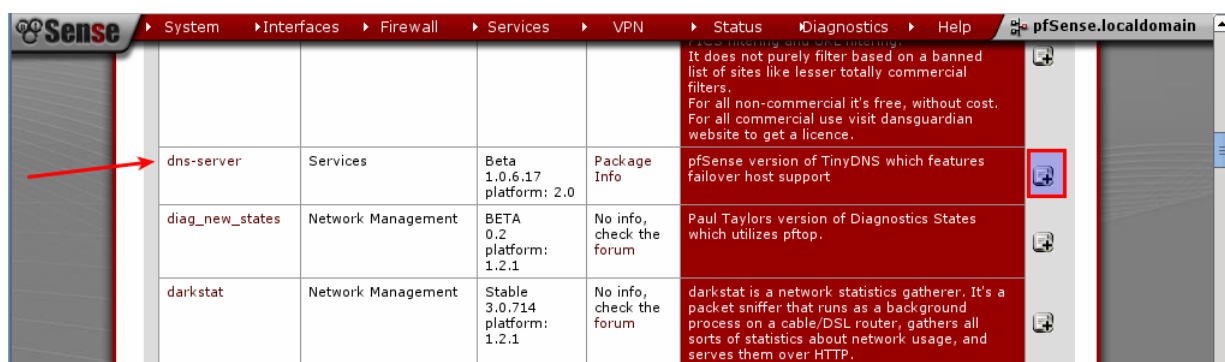 Sense System Interfaces Firewall Services VPN Status Diagnostics Help pfSense.localdomain
PICS filtering and URL filtering.
It does not purely filter based on a banned
list of sites like lesser totally commercial
filters.
For all non-commercial it's free, without cost.
For all commercial use visit dansguardian
website to get a licence.
dns-server
Services
Beta
1.0.6.17
platform: 2.0
Package
Info
pfSense version of TinyDNS which features
failover host support
diag_new_states
Network Management
BETA
0.2
platform:
1.2.1
No info,
check the
forum
Paul Taylors version of Diagnostics States
which utilizes pftop.
darkstat
Network Management
Stable
3.0.714
platform:
1.2.1
No info,
check the
forum
darkstat is a network statistics gatherer. It's a
packet sniffer that runs as a background
process on a cable/DSL router, gathers all
sorts of statistics about network usage, and
serves them over HTTP.